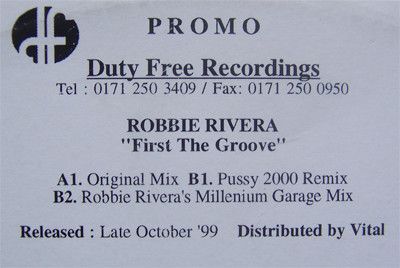 PROMO
Duty Free Recordings
Tel : 0171 250 3409 / Fax: 0171 250 0950
ROBBIE RIVERA
"First The Groove"
A1. Original Mix B1. Pussy 2000 Remix
B2. Robbie Rivera's Millenium Garage Mix
Released : Late October '99 Distributed by Vital